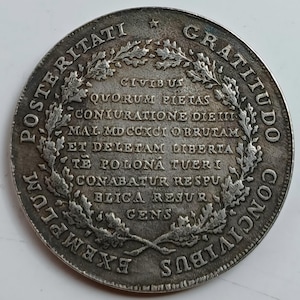 GRATITUDO CONCIVIBUS EXEMPLUM POSTERITATI
CIVIBUS
QUORUM PIETAS
CONIURATIONE DIE III
MAI. MDCCXCI OBRUTAM
ET DELETAM LIBERTA
TE POLONA TUERI
CONABATUR RESPU
BLICA RESUR
GENS